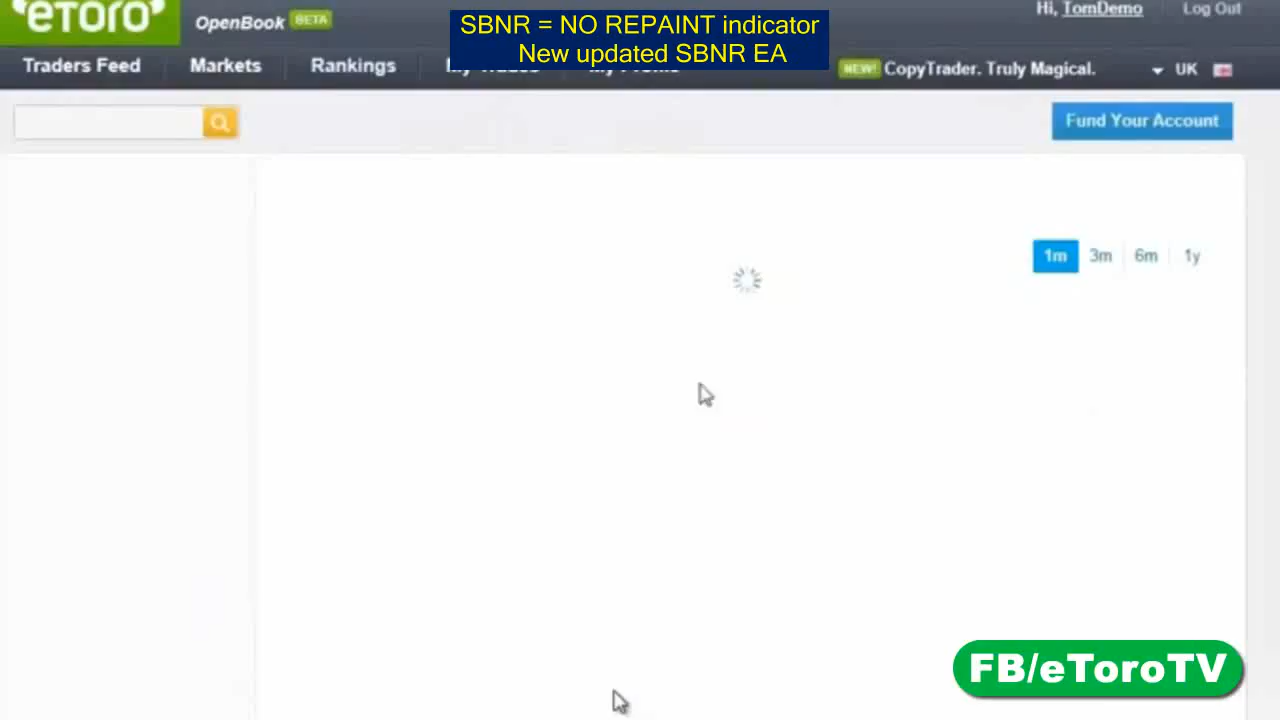 eToro
OpenBook BETA
SBNR = NO REPAINT indicator
New updated SBNR EA
Hi, TomDemo
Log Out
Traders Feed
Markets
Rankings
NEW! CopyTrader. Truly Magical.
UK
Fund Your Account
1m 3m 6m 1y
FB/eToroTV